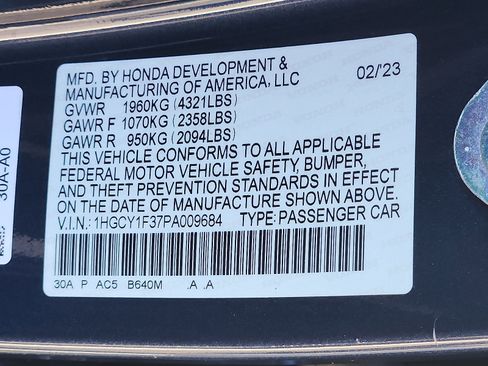 MFD. BY HONDA DEVELOPMENT &
MANUFACTURING OF AMERICA, LLC 02/'23
GVWR 1960KG (4321LBS)
GAWR F 1070KG (2358LBS)
GAWR R 950KG (2094LBS)
THIS VEHICLE CONFORMS TO ALL APPLICABLE
FEDERAL MOTOR VEHICLE SAFETY, BUMPER,
AND THEFT PREVENTION STANDARDS IN EFFECT
ON THE DATE OF MANUFACTURE SHOWN ABOVE.
V.I.N.: 1HGCY1F37PA009684 TYPE: PASSENGER CAR
30A P AC5 B640M .A .A
30A-A0